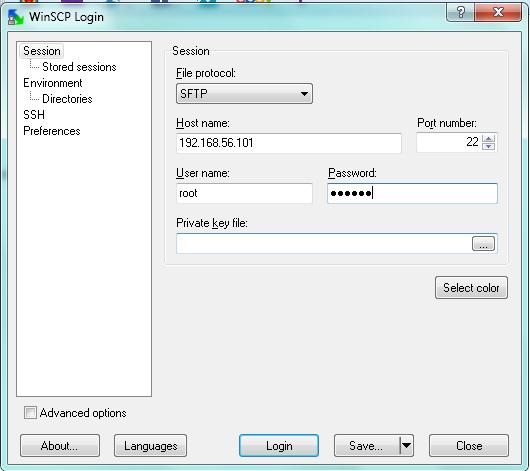 WinSCP Login
Session
Stored sessions
Environment
Directories
SSH
Preferences
Session
File protocol:
SFTP
Host name:
Port number:
192.168.56.101
22
User name:
Password:
root
●●●●●●
Private key file:
...
Select color
Advanced options
About...
Languages
Login
Save...
Close